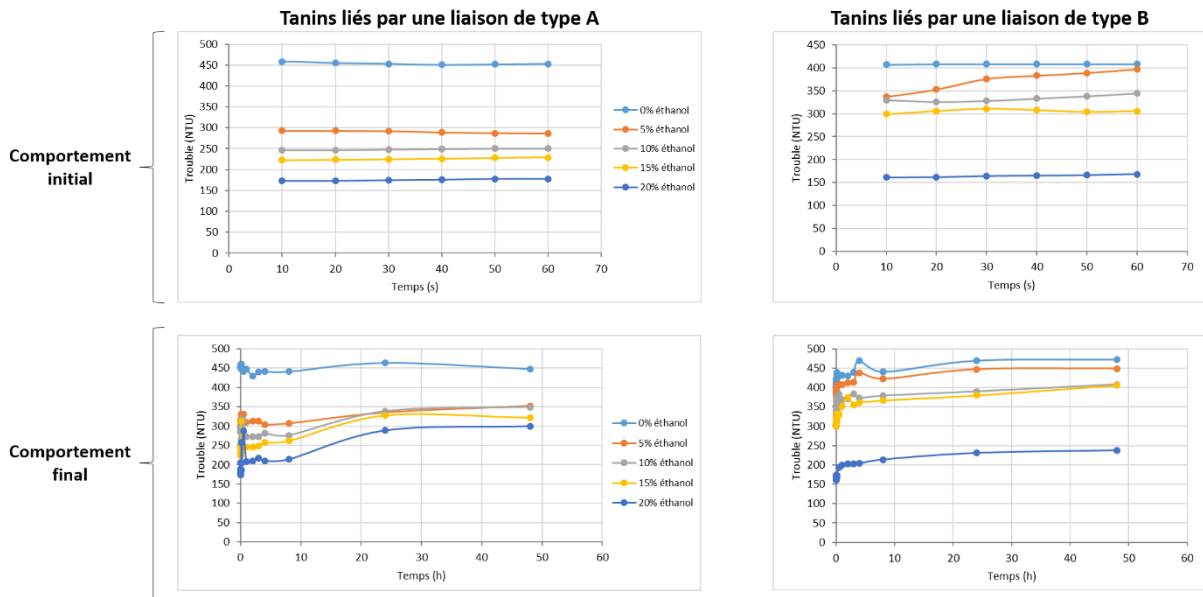 Tanins liés par une liaison de type A
Tanins liés par une liaison de type B
Comportement
initial
Trouble (NTU)
500
450
400
350
300
250
200
150
100
50
0
0 10 20 30 40 50 60 70
Temps (s)
0% éthanol
5% éthanol
10% éthanol
15% éthanol
20% éthanol
Trouble (NTU)
450
400
350
300
250
200
150
100
50
0
0 10 20 30 40 50 60 70
Temps (s)
Comportement
final
Trouble (NTU)
500
450
400
350
300
250
200
150
100
50
0
0 10 20 30 40 50 60
Temps (h)
0% éthanol
5% éthanol
10% éthanol
15% éthanol
20% éthanol
Trouble (NTU)
500
450
400
350
300
250
200
150
100
50
0
0 10 20 30 40 50 60
Temps (h)